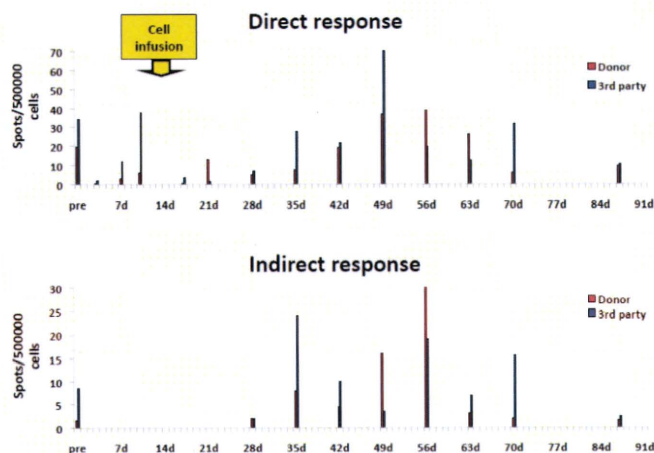 Direct response
Cell
infusion
Spots/500000
cells
70
60
50
40
30
20
10
0
Donor
3rd party
pre 7d 14d 21d 28d 35d 42d 49d 56d 63d 70d 77d 84d 91d
Indirect response
Spots/500000
cells
30
25
20
15
10
5
0
Donor
3rd party
pre 7d 14d 21d 28d 35d 42d 49d 56d 63d 70d 77d 84d 91d